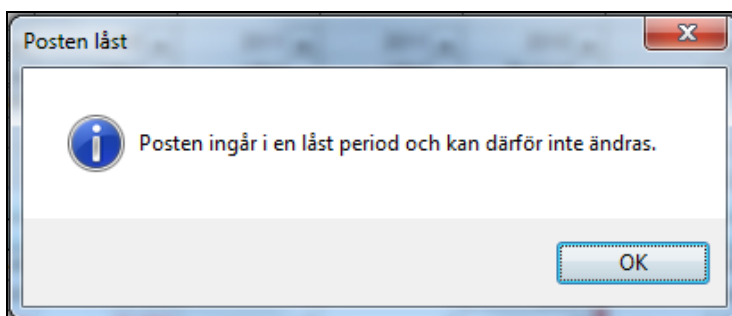 Posten låst
Posten ingår i en låst period och kan därför inte ändras.
OK